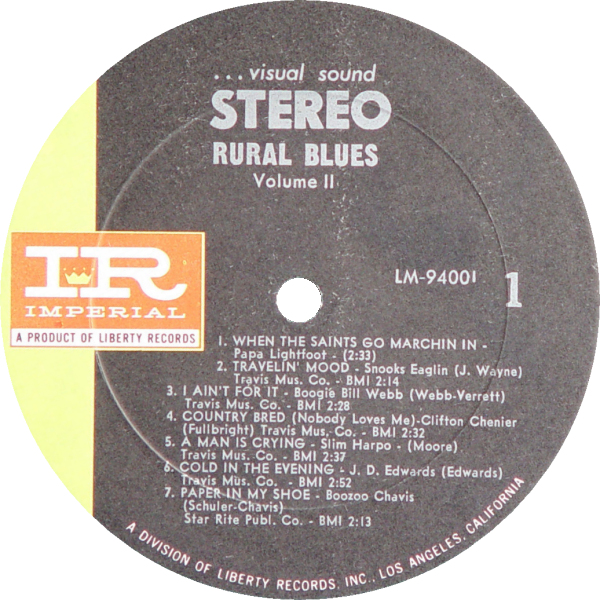 ...visual sound
STEREO
RURAL BLUES
Volume II
IR
IMPERIAL
A PRODUCT OF LIBERTY RECORDS
LM-94001
1
1. WHEN THE SAINTS GO MARCHIN IN -
Papa Lightfoot - (2:33)
2. TRAVELIN' MOOD - Snooks Eaglin (J. Wayne)
Travis Mus. Co. - BMI 2:14
3. I AIN'T FOR IT - Boogie Bill Webb (Webb-Verrett)
Travis Mus. Co. - BMI 2:28
4. COUNTRY BRED (Nobody Loves Me)-Clifton Chenier
(Fullbright) Travis Mus. Co. - BMI 2:32
5. A MAN IS CRYING - Slim Harpo - (Moore)
Travis Mus. Co. - BMI 2:37
6. COLD IN THE EVENING - J. D. Edwards (Edwards)
Travis Mus. Co. - BMI 2:52
7. PAPER IN MY SHOE - Boozoo Chavis
(Schuler-Chavis)
Star Rite Publ. Co. - BMI 2:13
A DIVISION OF LIBERTY RECORDS, INC., LOS ANGELES, CALIFORNIA